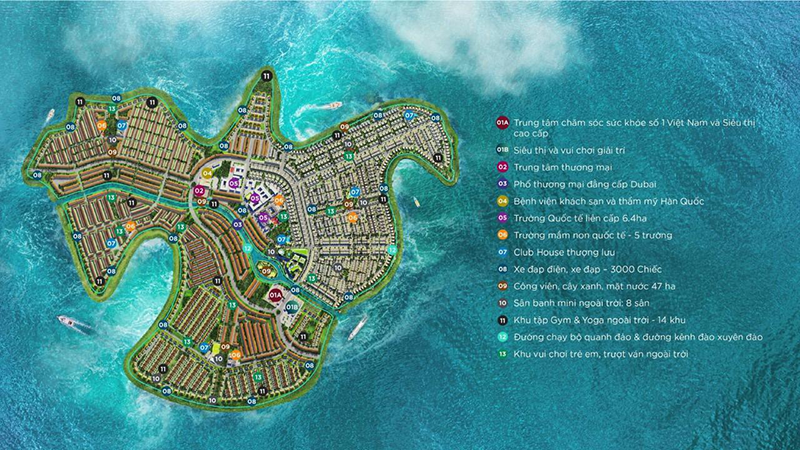 01A Trung tâm chăm sóc sức khỏe số 1 Việt Nam và Siêu thị
cao cấp
01B Siêu thị và vui chơi giải trí
02 Trung tâm thương mại
03 Phố thương mại đẳng cấp Dubai
04 Bệnh viện khách sạn và thẩm mỹ Hàn Quốc
05 Trường Quốc tế liên cấp 6.4ha
06 Trường mầm non quốc tế - 5 trường
07 Club House thượng lưu
08 Xe đạp điện, xe đạp – 3000 Chiếc
09 Công viên, cây xanh, mặt nước 47 ha
10 Sân banh mini ngoài trời: 8 sân
11 Khu tập Gym & Yoga ngoài trời - 14 khu
12 Đường chạy bộ quanh đảo & đường kênh đào xuyên đảo
13 Khu vui chơi trẻ em, trượt ván ngoài trời